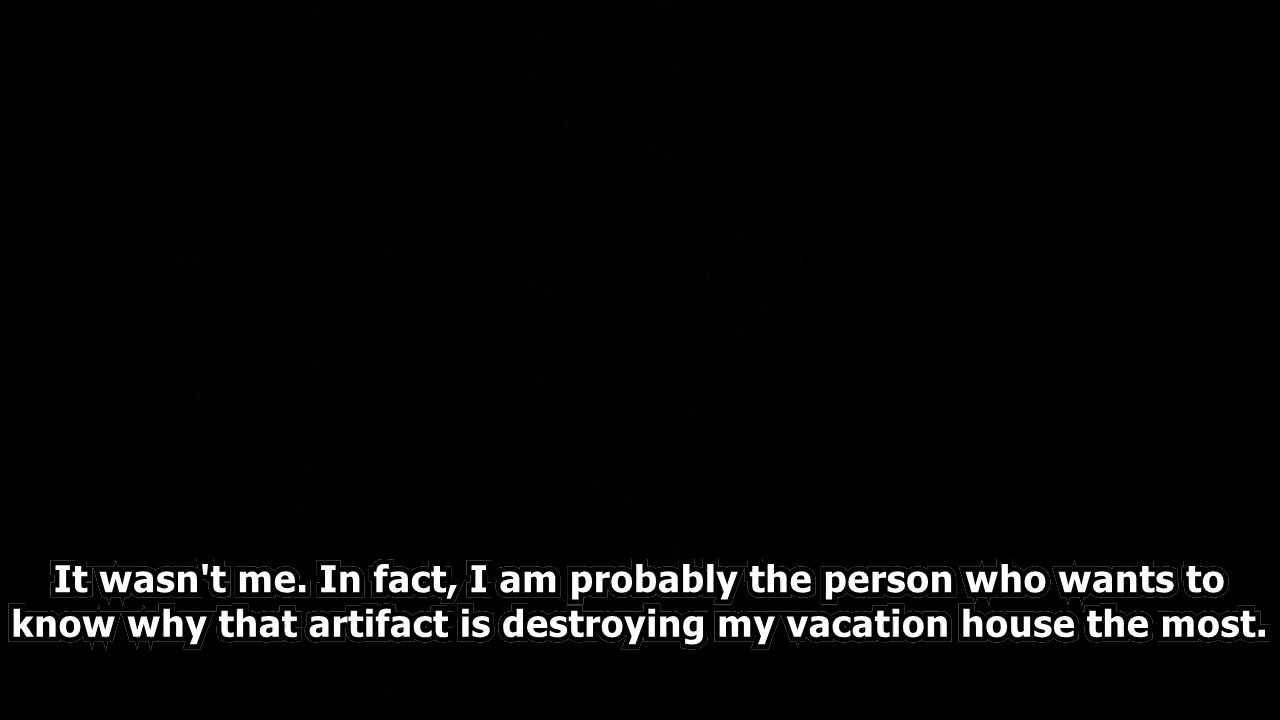 It wasn't me. In fact, I am probably the person who wants to
know why that artifact is destroying my vacation house the most.